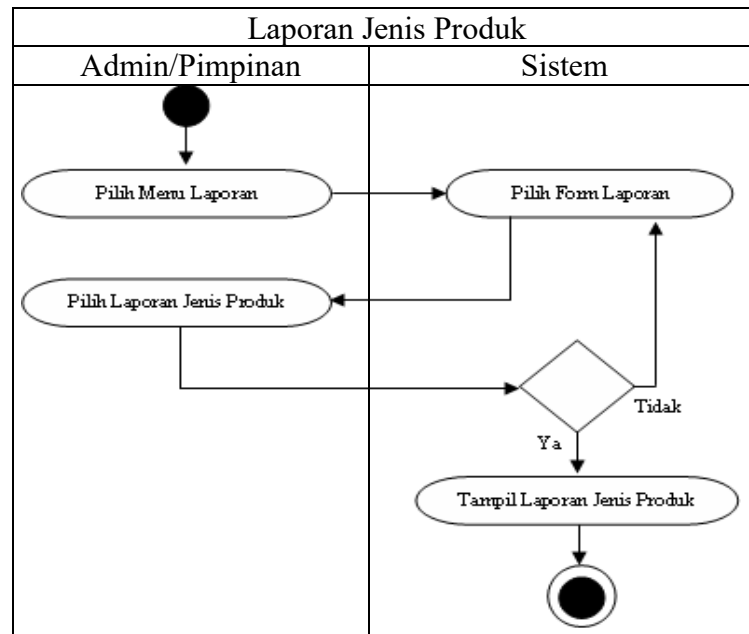 Laporan Jenis Produk
Admin/Pimpinan
Sistem
Pilih Menu Laporan
Pilih Form Laporan
Pilih Laporan Jenis Produk
Tidak
Ya
Tampil Laporan Jenis Produk